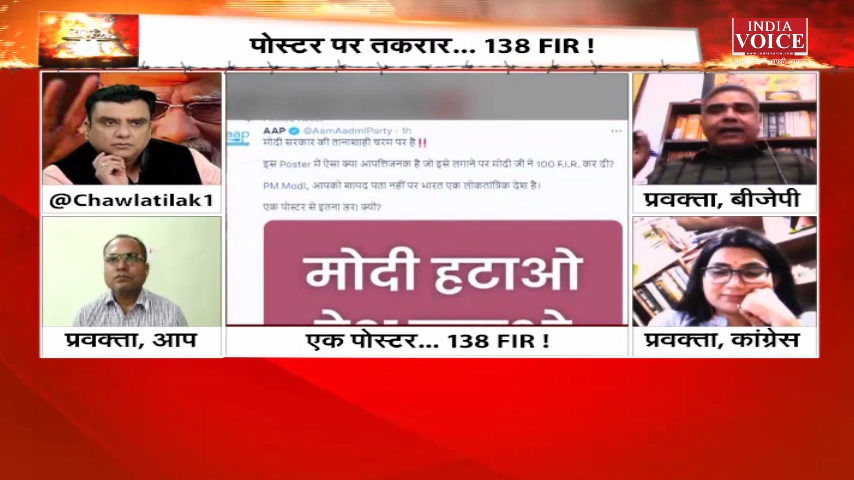 पोस्टर पर तकरार... 138 FIR !
INDIA
VOICE
@Chawlatilak1
प्रवक्ता, आप
AAP @AamAadmiParty · 1h
मोदी सरकार की तानाशाही चरम पर है‼️
इस Poster में ऐसा क्या आपत्तिजनक है जो इसे लगाने पर मोदी जी ने 100 F.I.R. कर दी?
PM Modi, आपको शायद पता नहीं पर भारत एक लोकतांत्रिक देश है।
एक पोस्टर से इतना डर! क्यों?
मोदी हटाओ
एक पोस्टर... 138 FIR !
प्रवक्ता, बीजेपी
प्रवक्ता, कांग्रेस